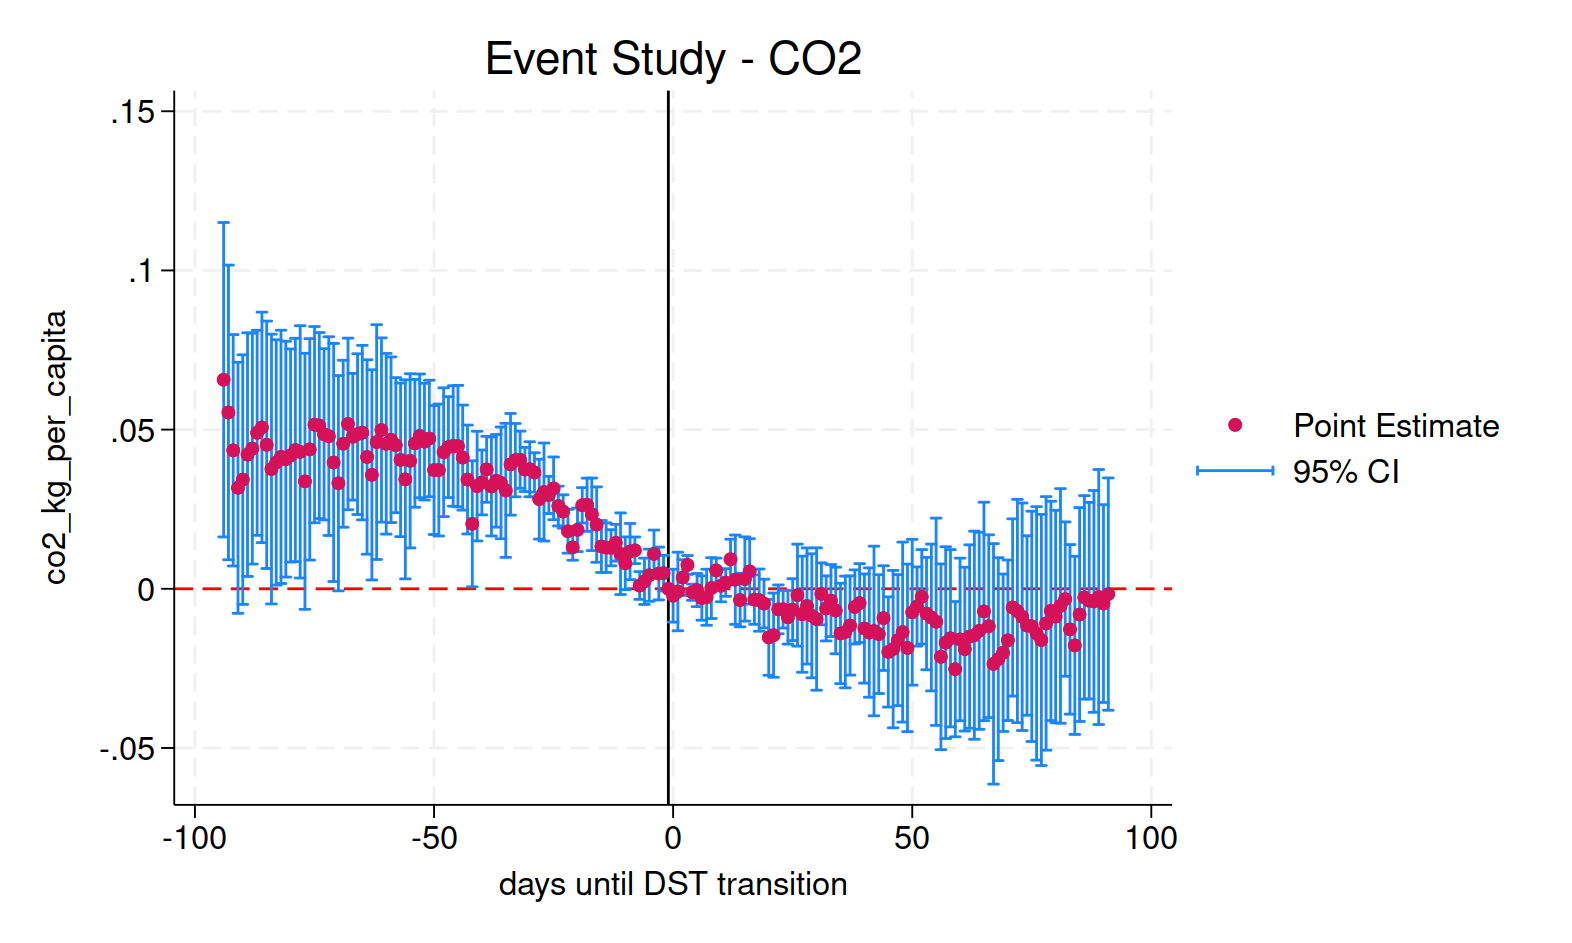 Event Study - CO2
.15
.1
.05
0
-.05
co2_kg_per_capita
-100 -50 0 50 100
days until DST transition
Point Estimate
95% CI